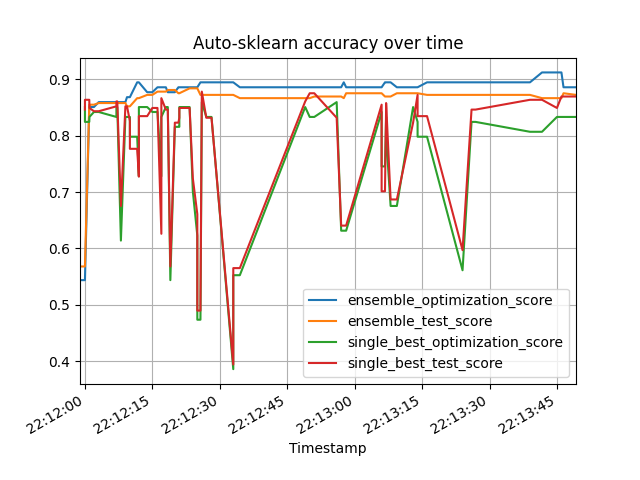 Auto-sklearn accuracy over time
0.9
0.8
0.7
0.6
0.5
0.4
ensemble_optimization_score
ensemble_test_score
single_best_optimization_score
single_best_test_score
22:12:00
22:12:15
22:12:30
22:12:45
22:13:00
22:13:15
22:13:30
22:13:45
Timestamp